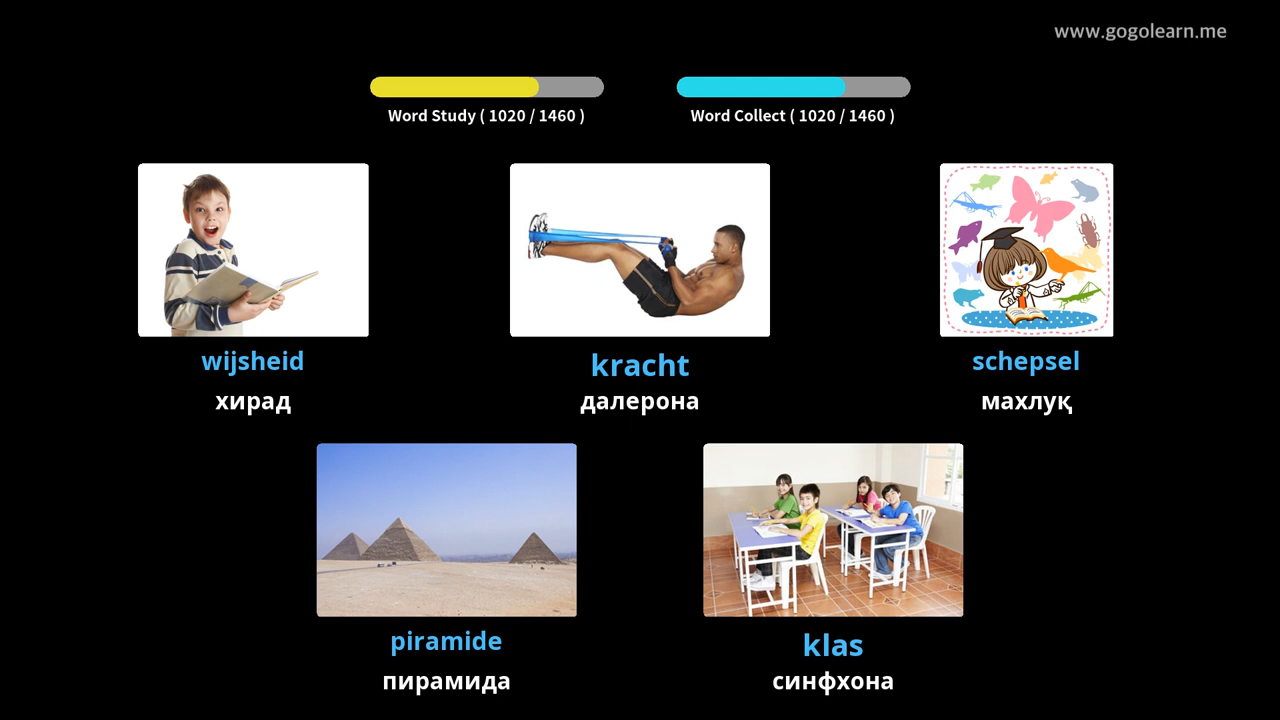 www.gogolearn.me
Word Study ( 1020 / 1460 )
Word Collect ( 1020 / 1460 )
wijsheid
хирад
kracht
далерона
schepsel
махлуқ
piramide
пирамида
klas
синфхона